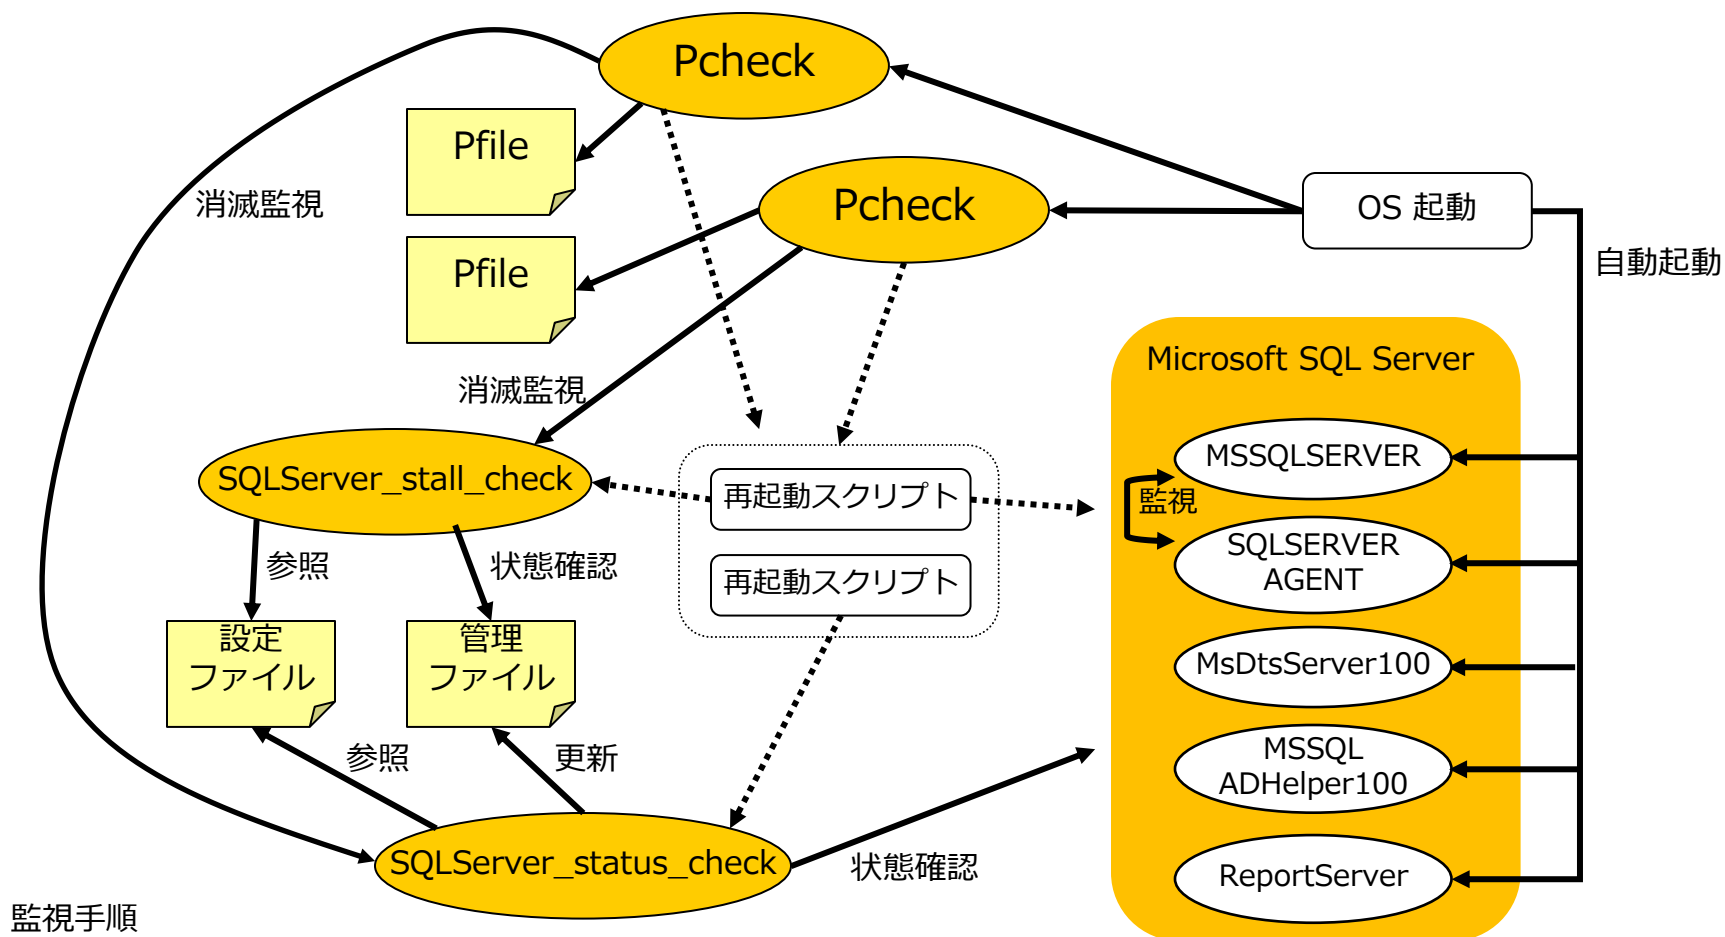 Pcheck
Pfile
消滅監視
Pcheck
OS 起動
Pfile
自動起動
Microsoft SQL Server
消滅監視
MSSQLSERVER
SQLServer_stall_check
再起動スクリプト
監視
SQLSERVER
AGENT
参照
状態確認
再起動スクリプト
設定
ファイル
管理
ファイル
MsDtsServer100
参照
更新
MSSQL
ADHelper100
SQLServer_status_check
状態確認
ReportServer
監視手順